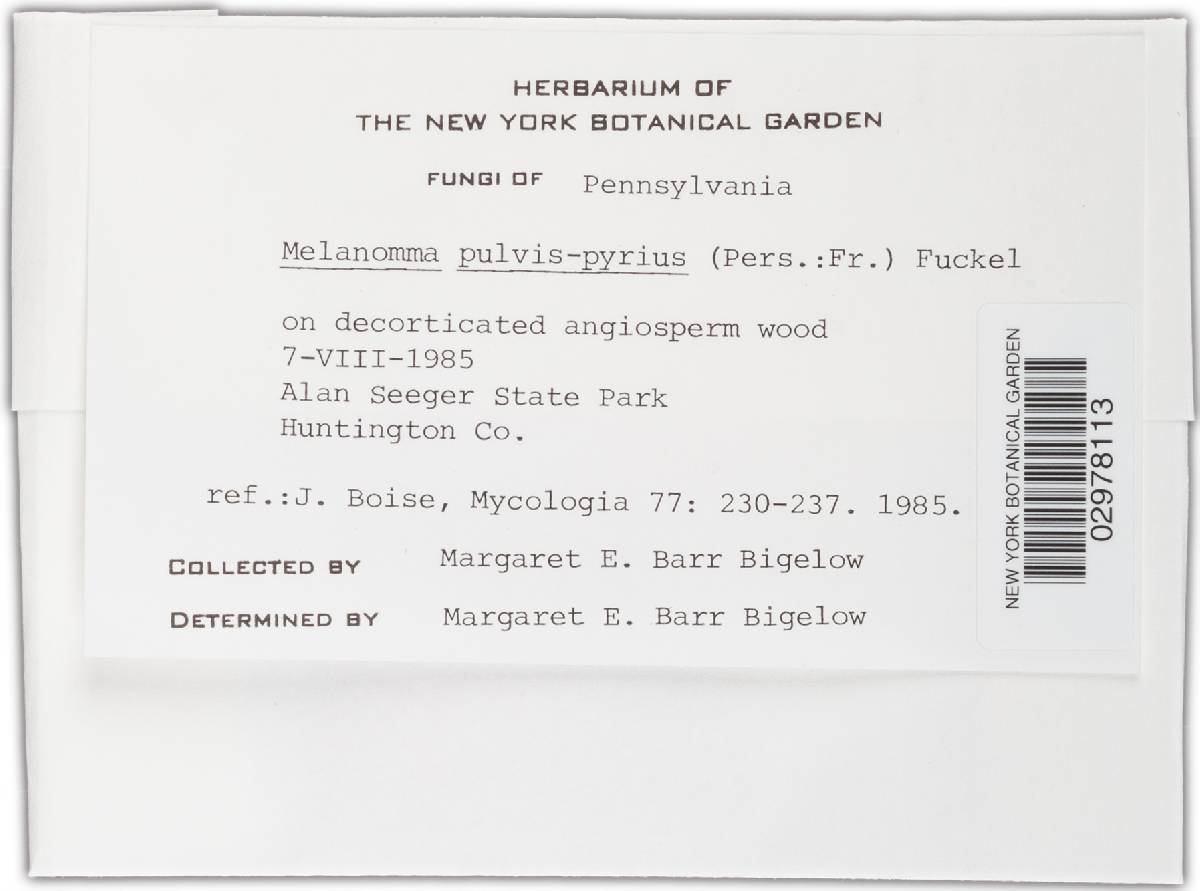 HERBARIUM OF
THE NEW YORK BOTANICAL GARDEN
FUNGI OF Pennsylvania
Melanomma pulvis-pyrius (Pers.:Fr.) Fuckel
on decorticated angiosperm wood
7-VIII-1985
Alan Seeger State Park
Huntington Co.
ref.:J. Boise, Mycologia 77: 230-237. 1985.
COLLECTED BY Margaret E. Barr Bigelow
DETERMINED BY Margaret E. Barr Bigelow
NEW YORK BOTANICAL GARDEN
02978113